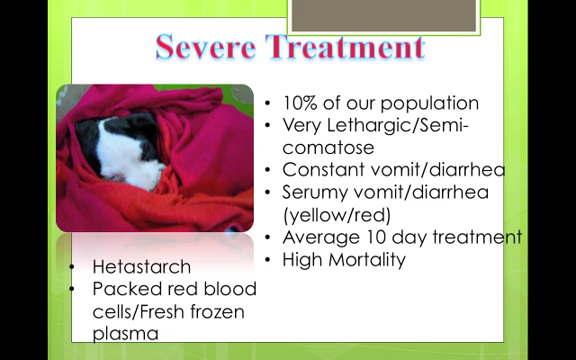 Severe Treatment
• 10% of our population
• Very Lethargic/Semi-
comatose
• Constant vomit/diarrhea
• Serumy vomit/diarrhea
(yellow/red)
• Average 10 day treatment
• High Mortality
• Hetastarch
• Packed red blood
cells/Fresh frozen
plasma